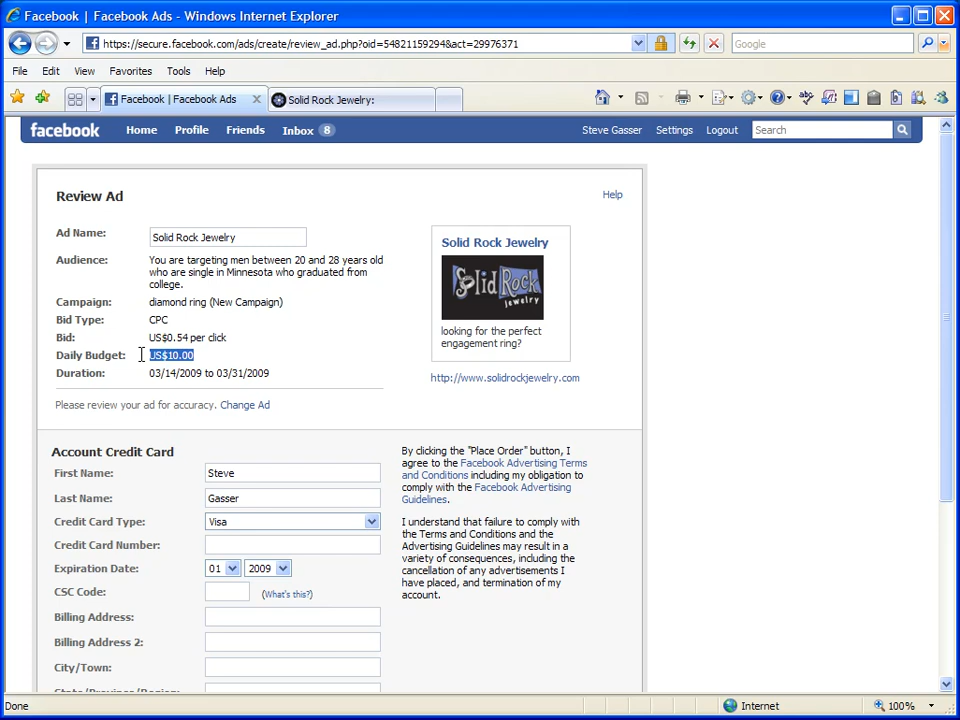 Facebook | Facebook Ads - Windows Internet Explorer
https://secure.facebook.com/ads/create/review_ad.php?oid=54821159294&act=29976371
Google
File Edit View Favorites Tools Help
Facebook | Facebook Ads
Solid Rock Jewelry:
facebook Home Profile Friends Inbox 8 Steve Gasser Settings Logout Search
Review Ad
Help
Ad Name: Solid Rock Jewelry
Audience: You are targeting men between 20 and 28 years old
who are single in Minnesota who graduated from
college.
Campaign: diamond ring (New Campaign)
Bid Type: CPC
Bid: US$0.54 per click
Daily Budget: US$10.00
Duration: 03/14/2009 to 03/31/2009
Please review your ad for accuracy. Change Ad
Solid Rock Jewelry
Solid Rock
jewelry
looking for the perfect
engagement ring?
http://www.solidrockjewelry.com
Account Credit Card
First Name: Steve
Last Name: Gasser
Credit Card Type: Visa
Credit Card Number:
Expiration Date: 01 2009
CSC Code: (What's this?)
Billing Address:
Billing Address 2:
City/Town:
State/Province/Region:
By clicking the "Place Order" button, I
agree to the Facebook Advertising Terms
and Conditions including my obligation to
comply with the Facebook Advertising
Guidelines.
I understand that failure to comply with
the Terms and Conditions and the
Advertising Guidelines may result in a
variety of consequences, including the
cancellation of any advertisements I
have placed, and termination of my
account.
Done
Internet
100%